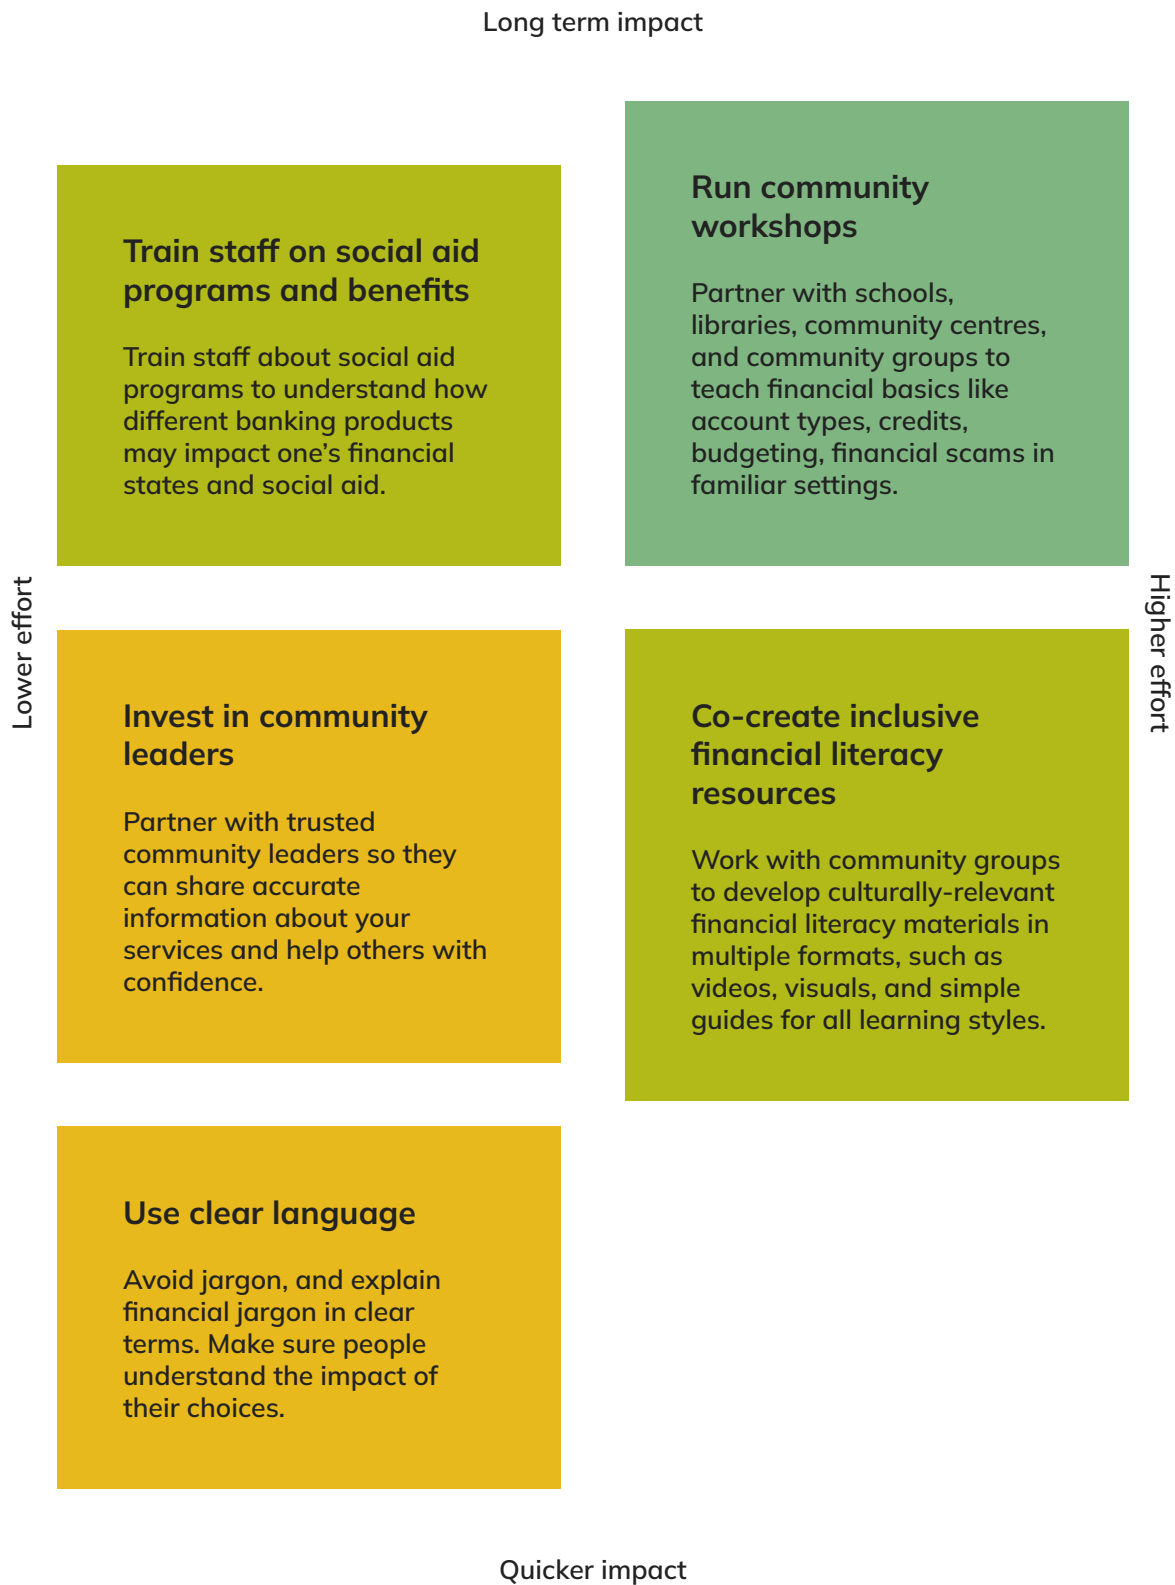 Long term impact
Train staff on social aid
programs and benefits
Train staff about social aid
programs to understand how
different banking products
may impact one’s financial
states and social aid.
Run community
workshops
Partner with schools,
libraries, community centres,
and community groups to
teach financial basics like
account types, credits,
budgeting, financial scams in
familiar settings.
Lower effort
Higher effort
Invest in community
leaders
Partner with trusted
community leaders so they
can share accurate
information about your
services and help others with
confidence.
Co-create inclusive
financial literacy
resources
Work with community groups
to develop culturally-relevant
financial literacy materials in
multiple formats, such as
videos, visuals, and simple
guides for all learning styles.
Use clear language
Avoid jargon, and explain
financial jargon in clear
terms. Make sure people
understand the impact of
their choices.
Quicker impact